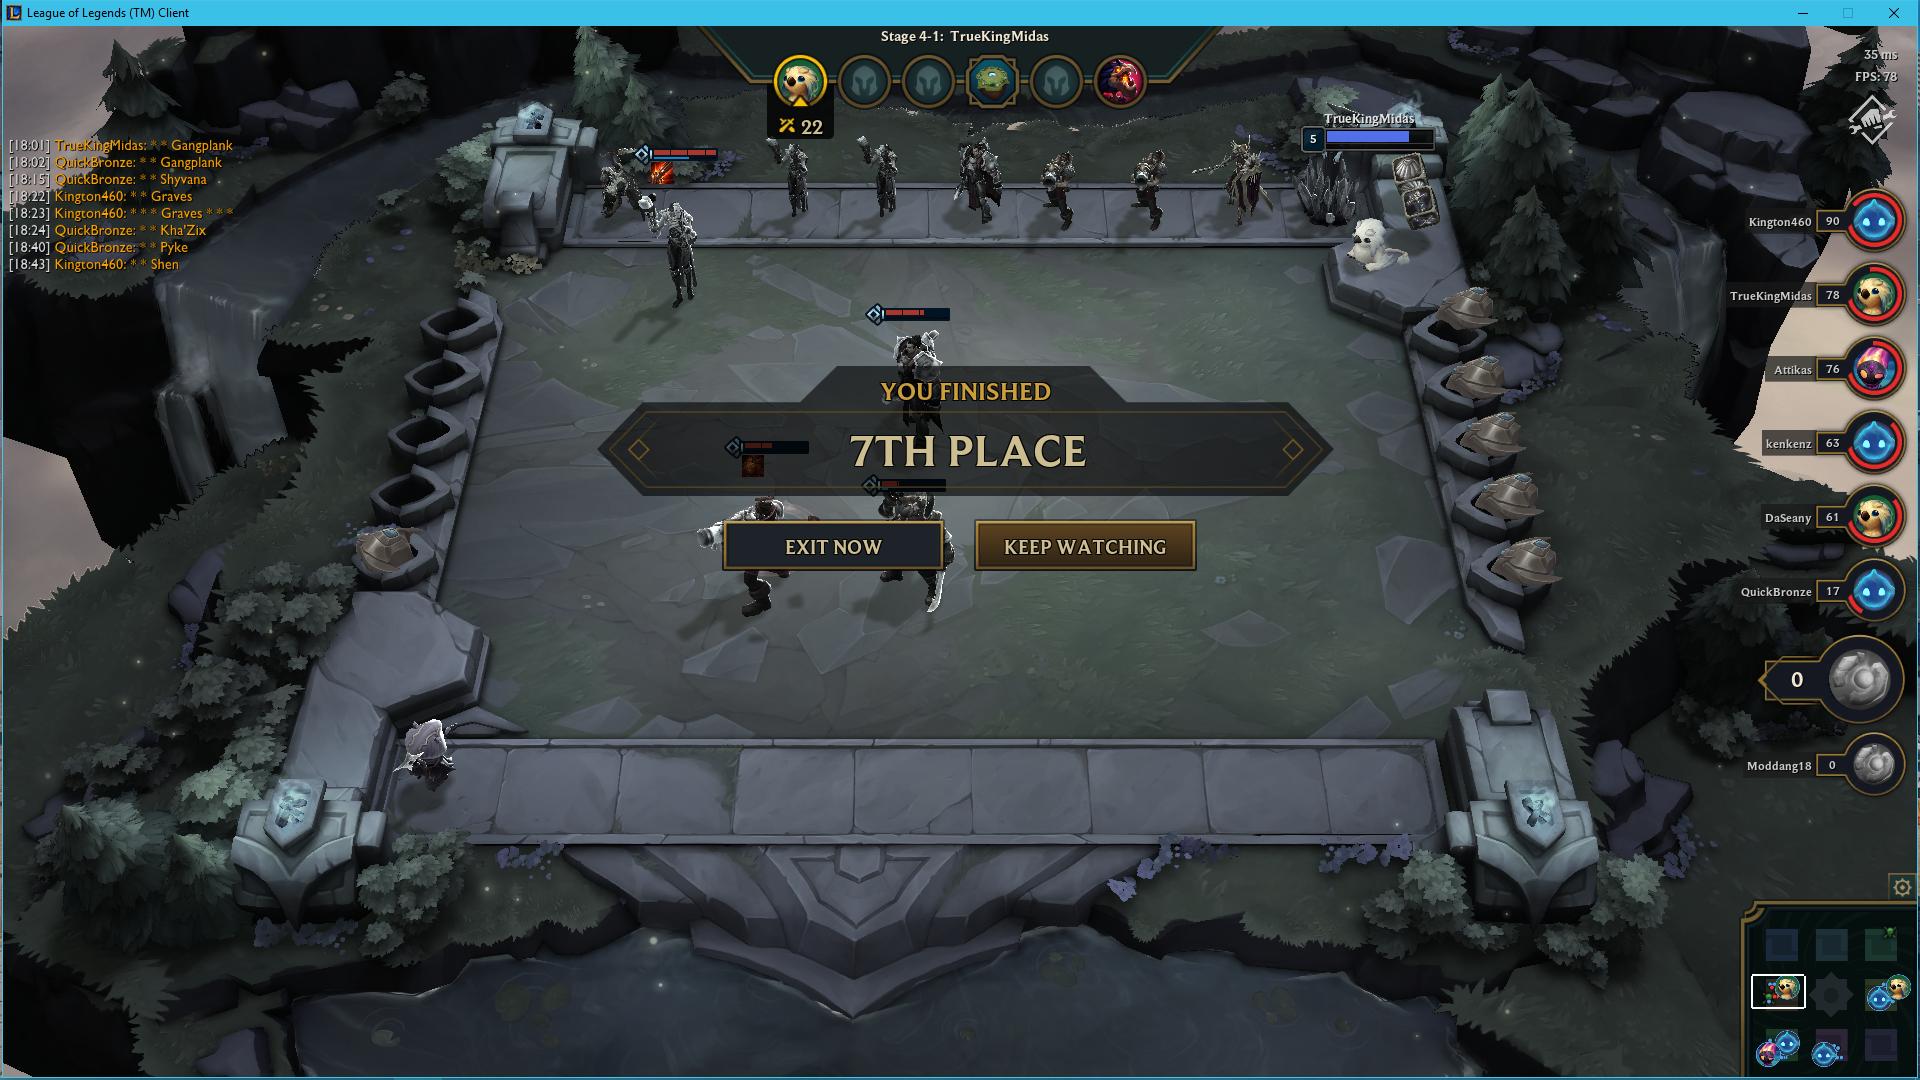 League of Legends (TM) Client
Stage 4-1: TrueKingMidas
35 ms
FPS: 78
22
TrueKingMidas
5
[18:01] TrueKingMidas: * * Gangplank
[18:02] QuickBronze: * * Gangplank
[18:15] QuickBronze: * * Shyvana
[18:22] Kington460: * * Graves
[18:23] Kington460: * * * Graves * * *
[18:24] QuickBronze: * * Kha'Zix
[18:40] QuickBronze: * * Pyke
[18:43] Kington460: * * Shen
Kington460 90
TrueKingMidas 78
Attikas 76
kenkenz 63
DaSeany 61
QuickBronze 17
0
Moddang18 0
YOU FINISHED
7TH PLACE
EXIT NOW
KEEP WATCHING